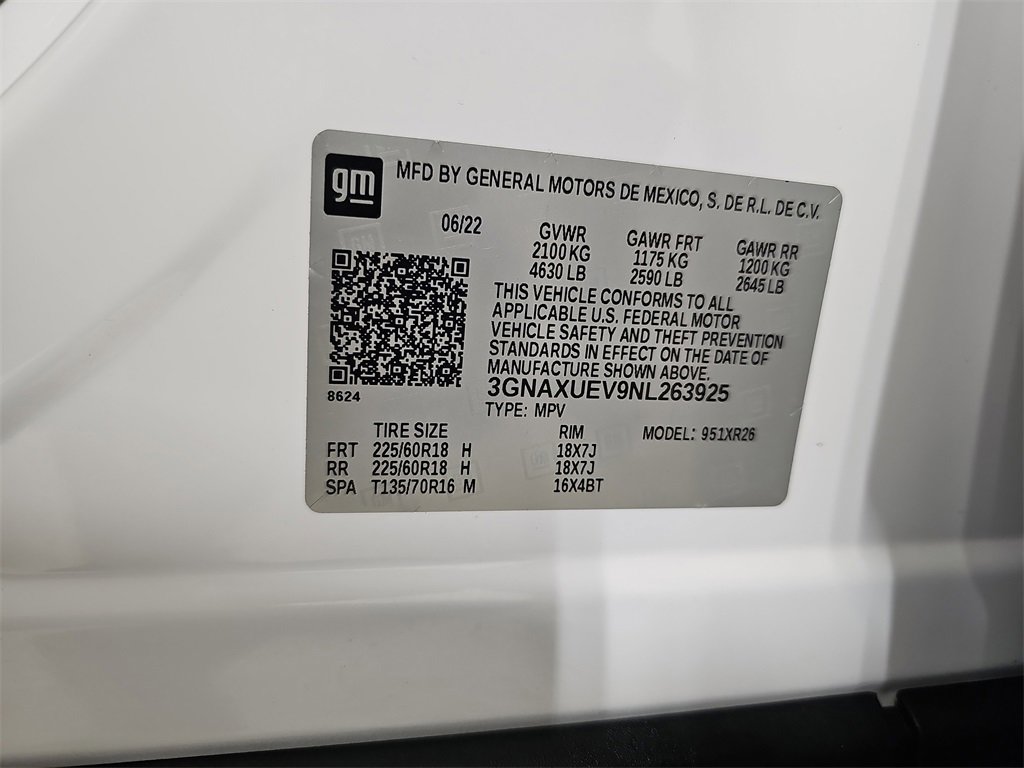 gm
MFD BY GENERAL MOTORS DE MEXICO, S. DE R.L. DE C.V.
06/22
GVWR GAWR FRT GAWR RR
2100 KG 1175 KG 1200 KG
4630 LB 2590 LB 2645 LB
THIS VEHICLE CONFORMS TO ALL
APPLICABLE U.S. FEDERAL MOTOR
VEHICLE SAFETY AND THEFT PREVENTION
STANDARDS IN EFFECT ON THE DATE OF
MANUFACTURE SHOWN ABOVE.
3GNAXUEV9NL263925
8624
TYPE: MPV
TIRE SIZE RIM MODEL: 951XR26
FRT 225/60R18 H 18X7J
RR 225/60R18 H 18X7J
SPA T135/70R16 M 16X4BT